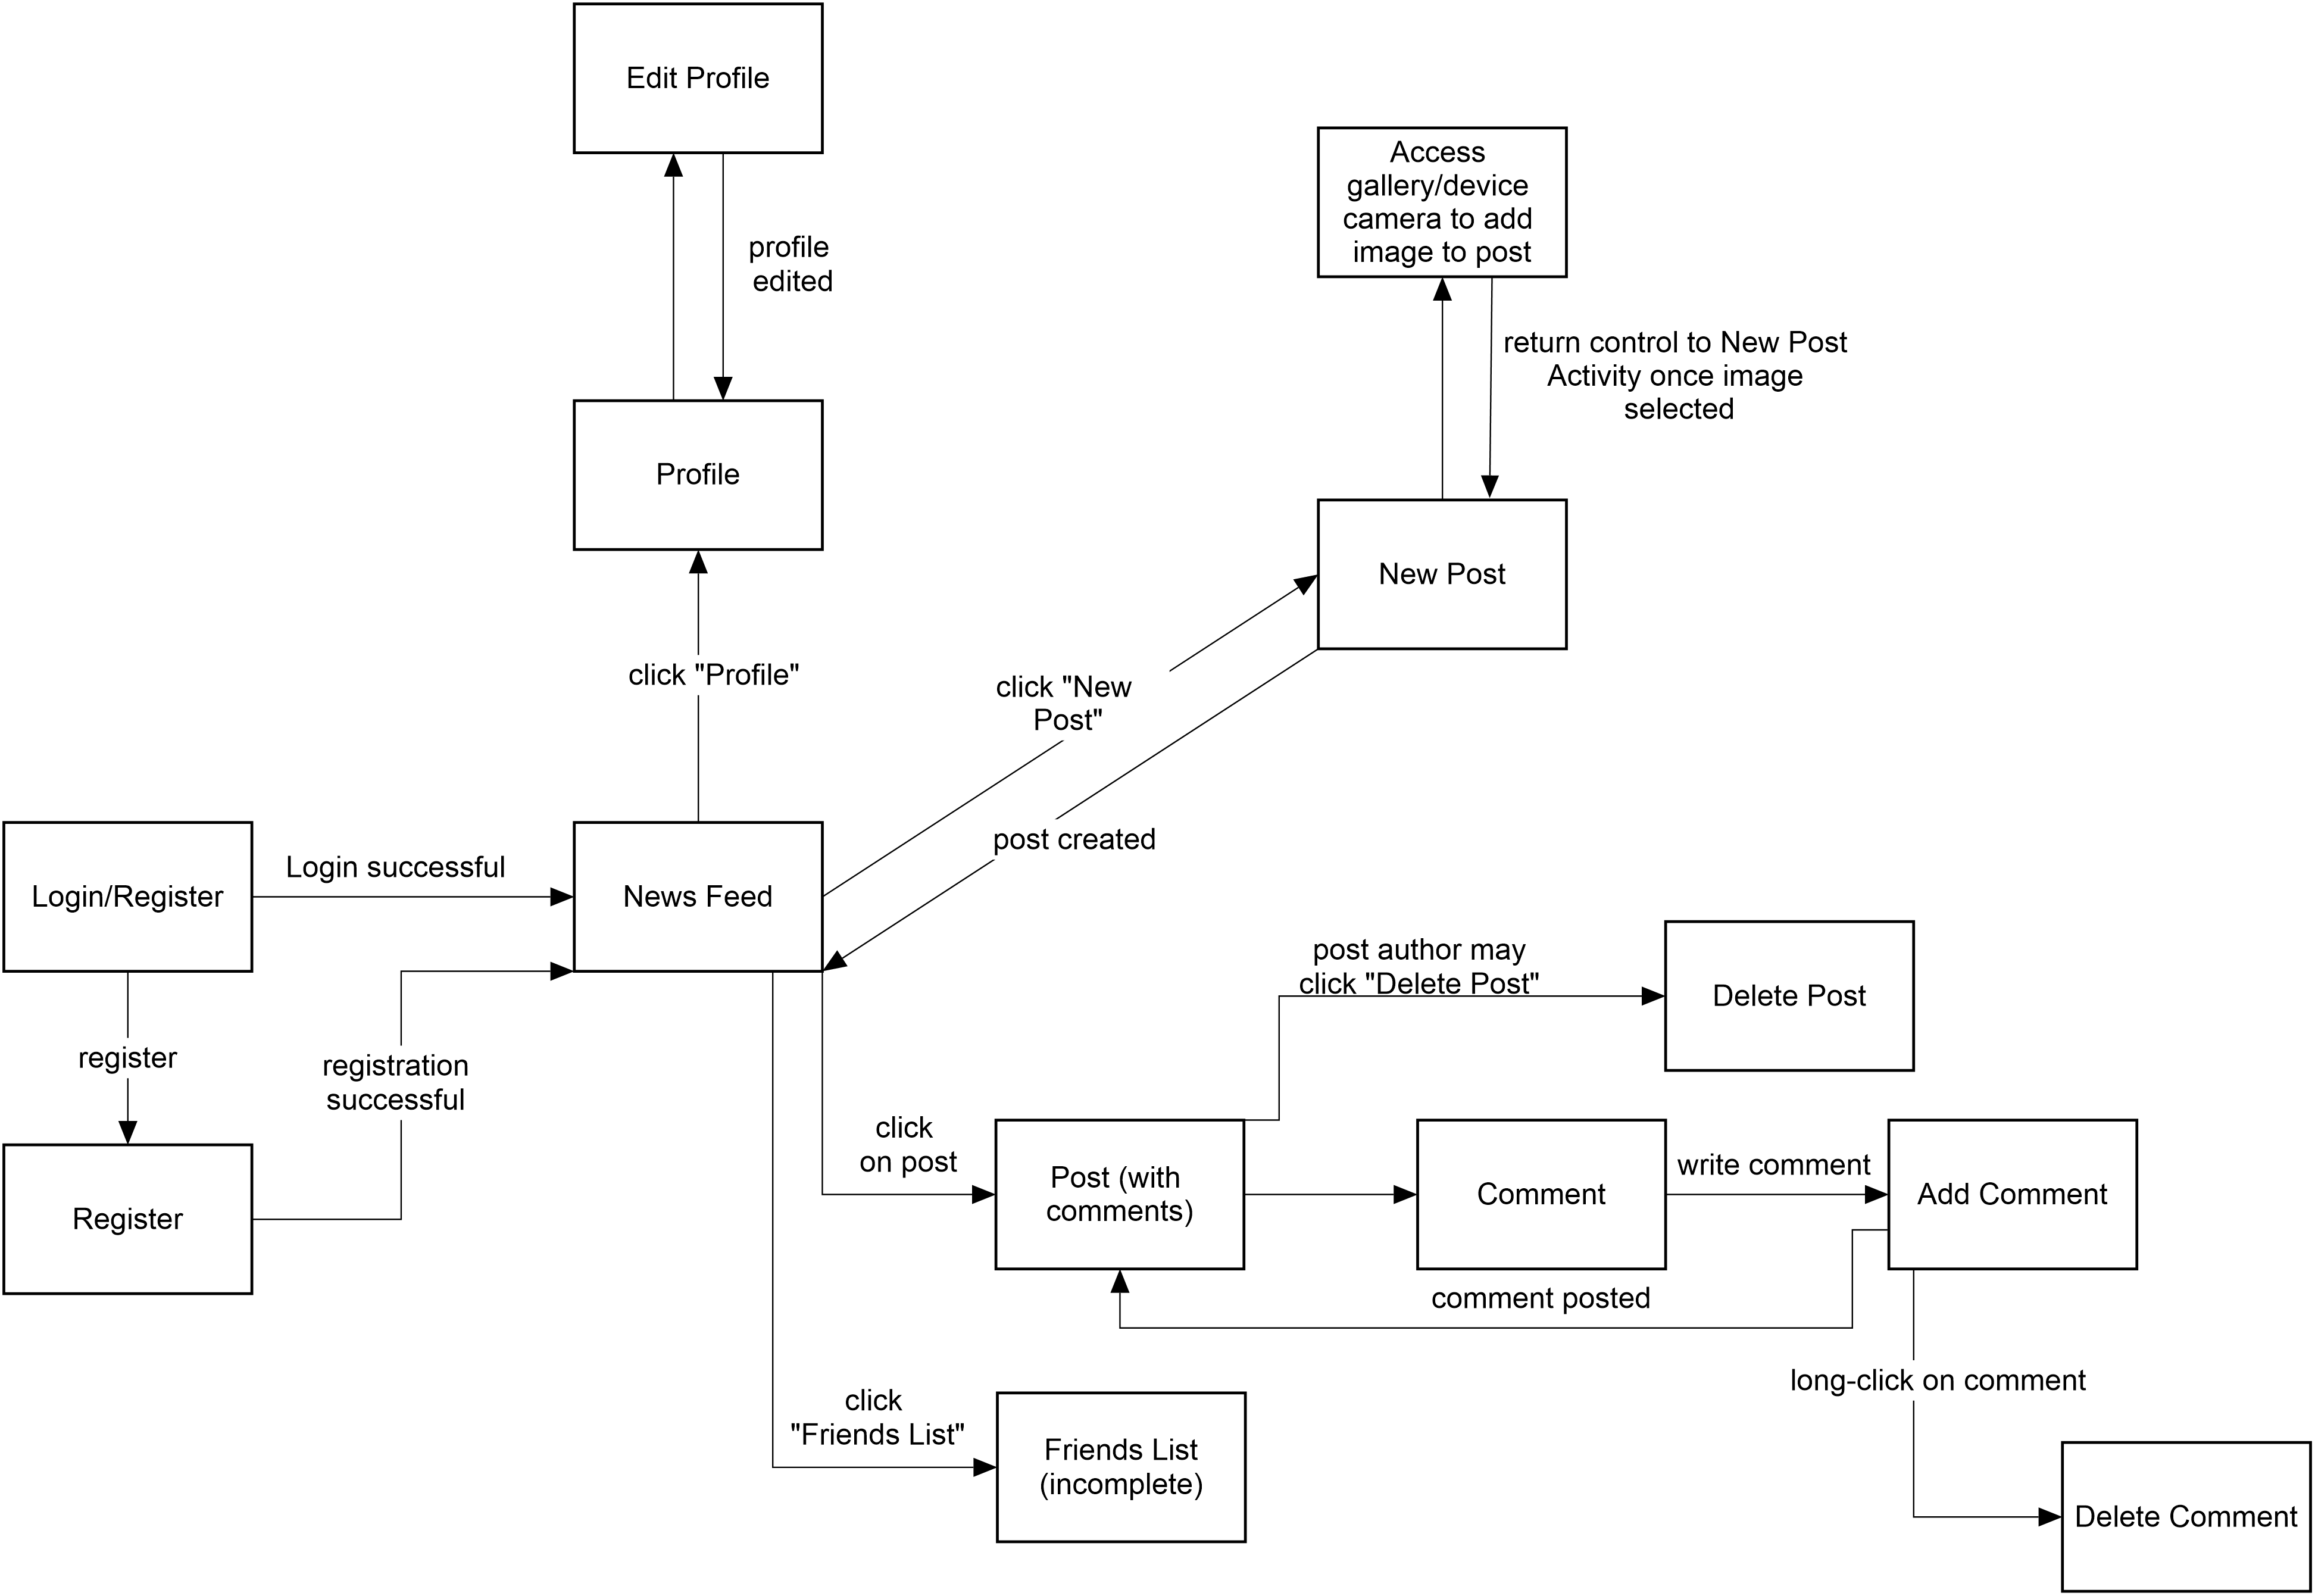 Edit Profile
Access
gallery/device
camera to add
image to post
profile
edited
return control to New Post
Activity once image
selected
Profile
New Post
click "Profile"
click "New
Post"
post created
Login/Register
Login successful
News Feed
post author may
click "Delete Post"
Delete Post
register
registration
successful
Register
click
on post
Post (with
comments)
Comment
write comment
Add Comment
comment posted
long-click on comment
click
"Friends List"
Friends List
(incomplete)
Delete Comment